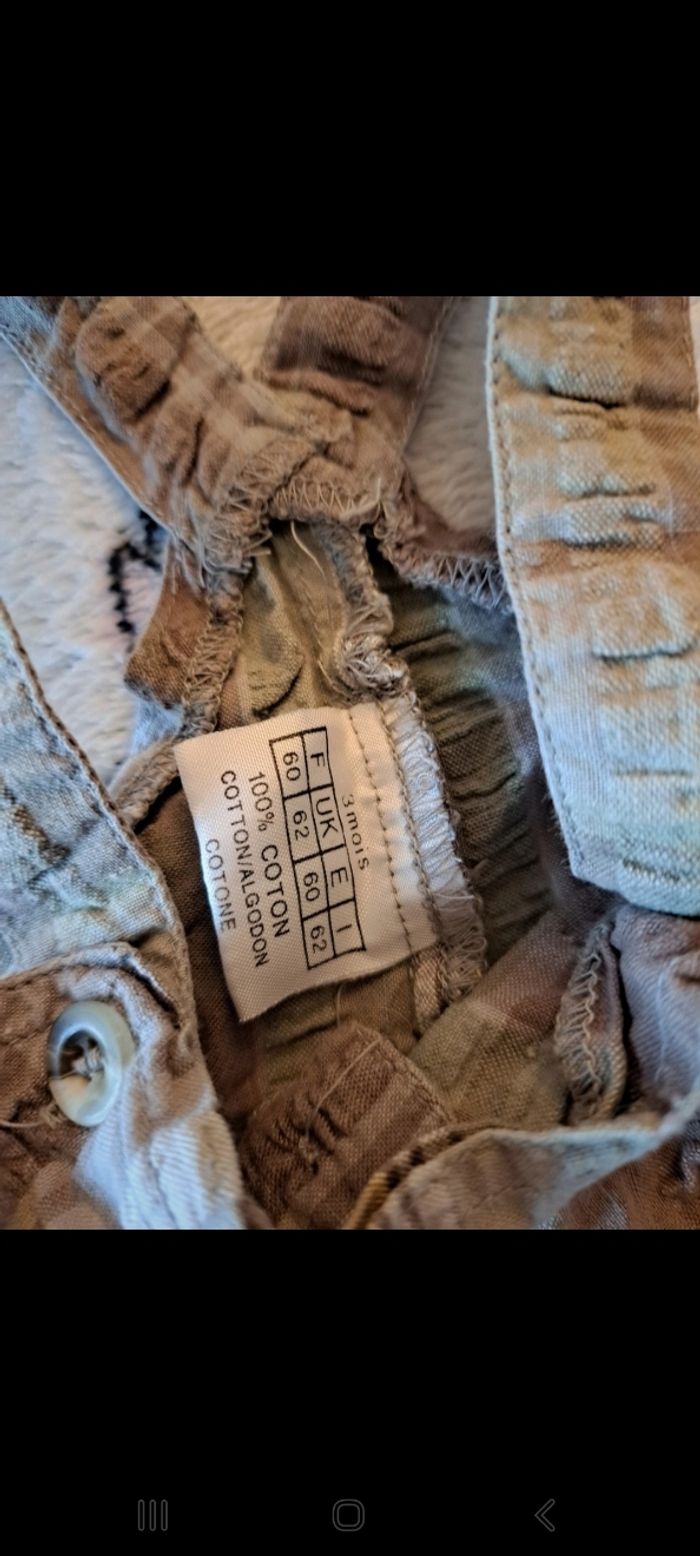 3mois
F UK E I
60 62 60 62
100% COTON
COTTON/ALGODON
COTONE